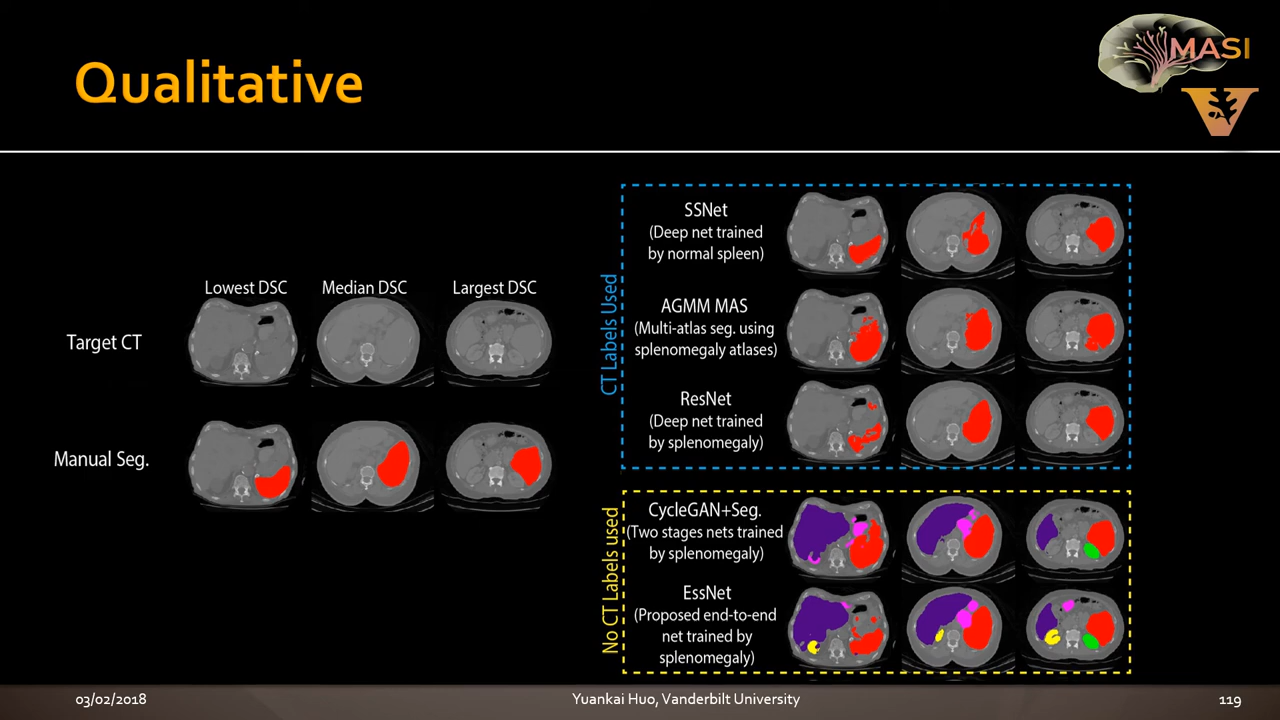 Qualitative
MASI
V
Lowest DSC
Median DSC
Largest DSC
Target CT
Manual Seg.
CT Labels Used
SSNet
(Deep net trained
by normal spleen)
AGMM MAS
(Multi-atlas seg. using
splenomegaly atlases)
ResNet
(Deep net trained
by splenomegaly)
No CT Labels used
CycleGAN+Seg.
(Two stages nets trained
by splenomegaly)
EssNet
(Proposed end-to-end
net trained by
splenomegaly)
03/02/2018
Yuankai Huo, Vanderbilt University
119